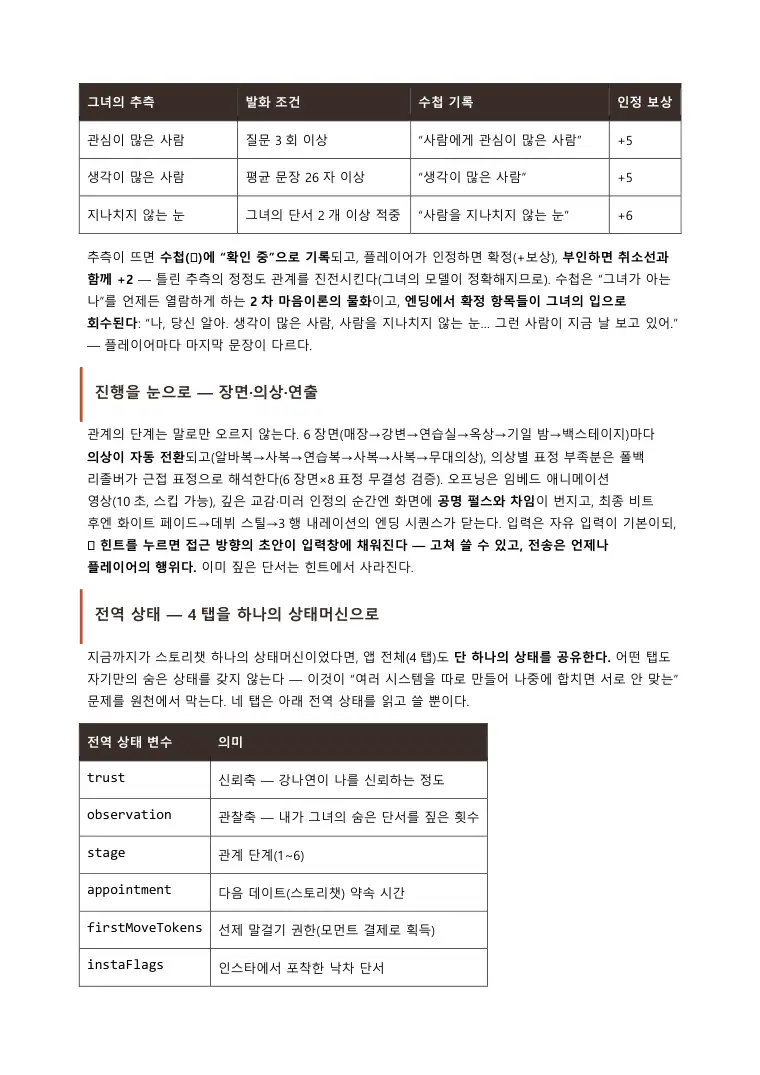 그녀의 추측 발화 조건 수첩 기록 인정 보상
관심이 많은 사람 질문 3 회 이상 “사람에게 관심이 많은 사람” +5
생각이 많은 사람 평균 문장 26 자 이상 “생각이 많은 사람” +5
지나치지 않는 눈 그녀의 단서 2 개 이상 적중 “사람을 지나치지 않는 눈” +6
추측이 뜨면 수첩(▯)에 “확인 중”으로 기록되고, 플레이어가 인정하면 확정(+보상), 부인하면 취소선과
함께 +2 — 틀린 추측의 정정도 관계를 진전시킨다(그녀의 모델이 정확해지므로). 수첩은 “그녀가 아는
나”를 언제든 열람하게 하는 2 차 마음이론의 물화이고, 엔딩에서 확정 항목들이 그녀의 입으로
회수된다: “나, 당신 알아. 생각이 많은 사람, 사람을 지나치지 않는 눈… 그런 사람이 지금 날 보고 있어.”
— 플레이어마다 마지막 문장이 다르다.
진행을 눈으로 — 장면·의상·연출
관계의 단계는 말로만 오르지 않는다. 6 장면(매장→강변→연습실→옥상→기일 밤→백스테이지)마다
의상이 자동 전환되고(알바복→사복→연습복→사복→사복→무대의상), 의상별 표정 부족분은 폴백
리졸버가 근접 표정으로 해석한다(6 장면×8 표정 무결성 검증). 오프닝은 임베드 애니메이션
영상(10 초, 스킵 가능), 깊은 교감·미러 인정의 순간엔 화면에 공명 펄스와 차임이 번지고, 최종 비트
후엔 화이트 페이드→데뷔 스틸→3 행 내레이션의 엔딩 시퀀스가 닫는다. 입력은 자유 입력이 기본이되,
▯ 힌트를 누르면 접근 방향의 초안이 입력창에 채워진다 — 고쳐 쓸 수 있고, 전송은 언제나
플레이어의 행위다. 이미 짚은 단서는 힌트에서 사라진다.
전역 상태 — 4 탭을 하나의 상태머신으로
지금까지가 스토리챗 하나의 상태머신이었다면, 앱 전체(4 탭)도 단 하나의 상태를 공유한다. 어떤 탭도
자기만의 숨은 상태를 갖지 않는다 — 이것이 “여러 시스템을 따로 만들어 나중에 합치면 서로 안 맞는”
문제를 원천에서 막는다. 네 탭은 아래 전역 상태를 읽고 쓸 뿐이다.
전역 상태 변수 의미
trust 신뢰축 — 강나연이 나를 신뢰하는 정도
observation 관찰축 — 내가 그녀의 숨은 단서를 짚은 횟수
stage 관계 단계(1~6)
appointment 다음 데이트(스토리챗) 약속 시간
firstMoveTokens 선제 말걸기 권한(모먼트 결제로 획득)
instaFlags 인스타에서 포착한 낙차 단서